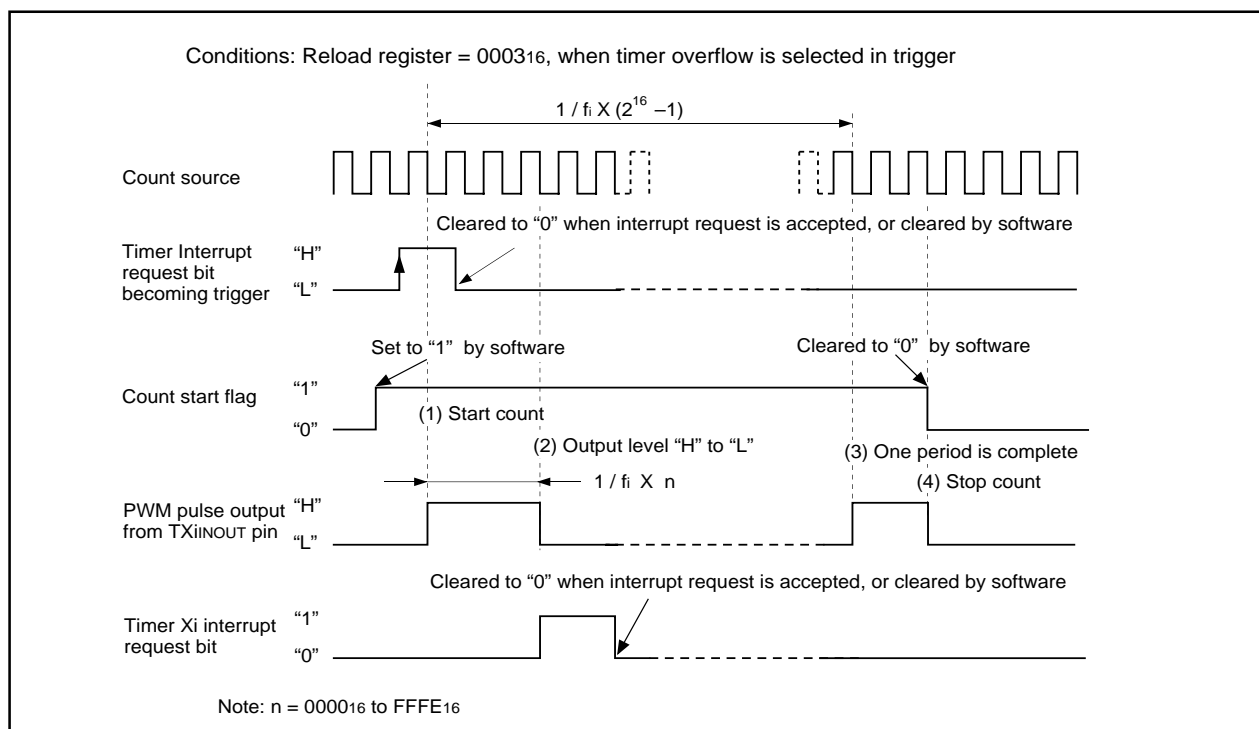 Conditions: Reload register = 000316, when timer overflow is selected in trigger
1 / fi X (2^16 –1)
Count source
Cleared to “0” when interrupt request is accepted, or cleared by software
Timer Interrupt
request bit
becoming trigger
“H”
“L”
Set to “1” by software
Cleared to “0” by software
Count start flag
“1”
“0”
(1) Start count
(2) Output level “H” to “L”
(3) One period is complete
(4) Stop count
1 / fi X n
PWM pulse output
from TXiINOUT pin
“H”
“L”
Cleared to “0” when interrupt request is accepted, or cleared by software
Timer Xi interrupt
request bit
“1”
“0”
Note: n = 000016 to FFFE16